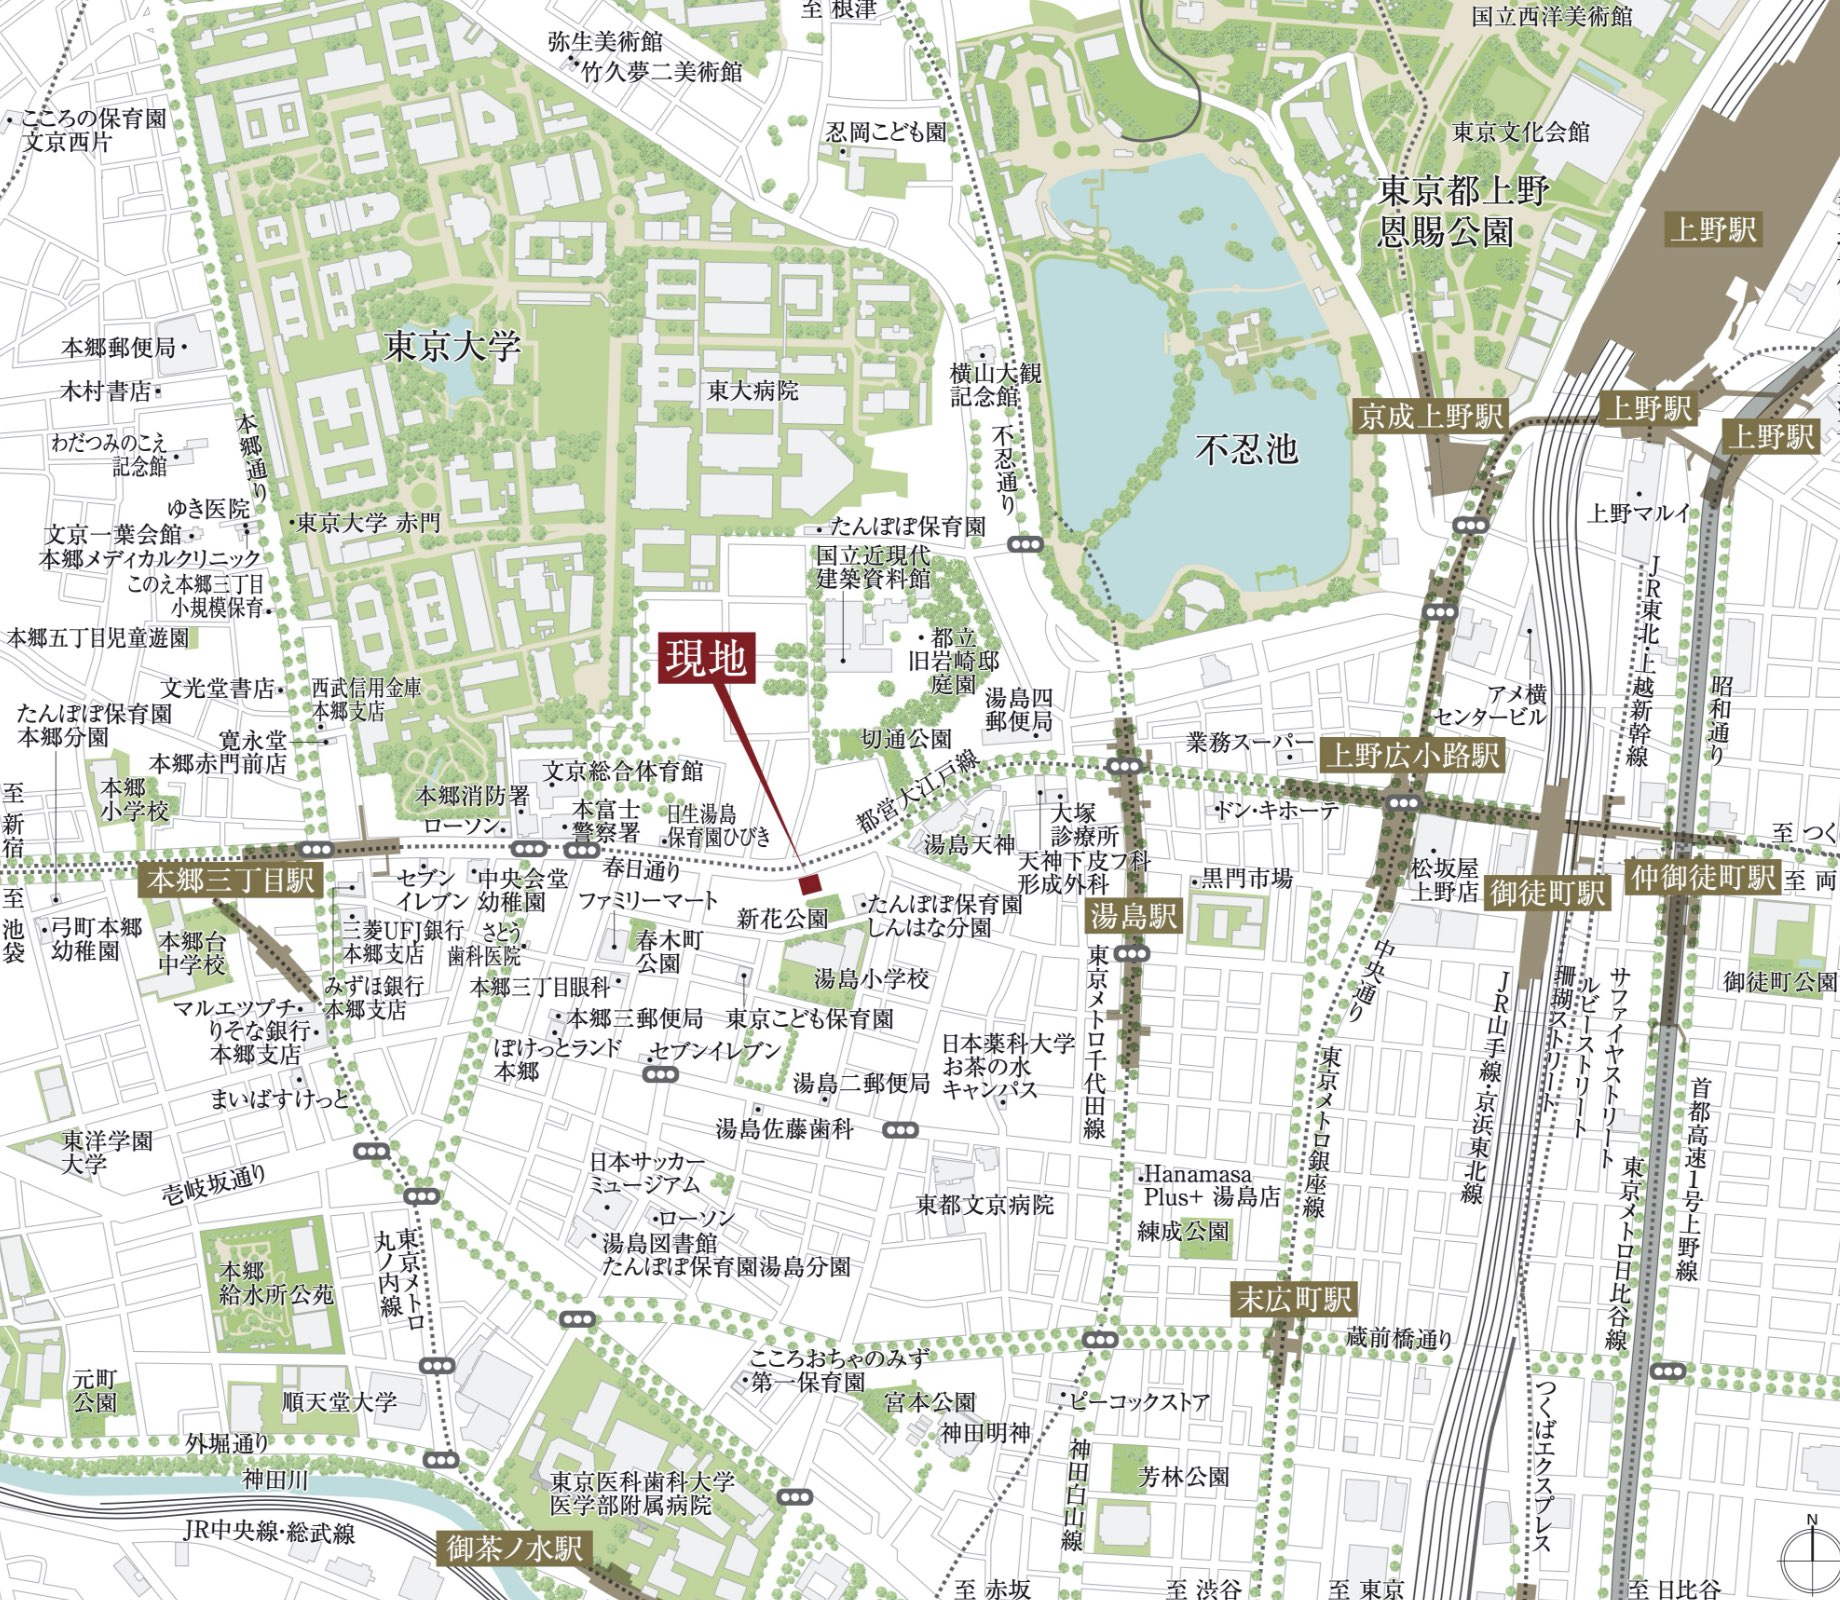 至 根津
国立西洋美術館
弥生美術館
竹久夢二美術館
こころの保育園
文京西片
忍岡こども園
東京文化会館
東京都上野
恩賜公園
上野駅
本郷郵便局
東京大学
木村書店
東大病院
横山大観
記念館
京成上野駅
上野駅
上野駅
わだつみのこえ
記念館
本郷通り
不忍通り
不忍池
ゆき医院
文京一葉会館
東京大学 赤門
たんぽぽ保育園
上野マルイ
本郷メディカルクリニック
国立近現代
建築資料館
このえ本郷三丁目
小規模保育
本郷五丁目児童遊園
現地
都立
旧岩崎邸
庭園
JR東北・上越新幹線
昭和通り
文光堂書店
西武信用金庫
本郷支店
湯島四
郵便局
アメ横
センタービル
たんぽぽ保育園
本郷分園
寛永堂
本郷赤門前店
切通公園
業務スーパー
上野広小路駅
本郷
小学校
文京総合体育館
本郷消防署
ローソン
本富士
警察署
日生湯島
保育園ひびき
都営大江戸線
湯島天神
大塚
診療所
ドン・キホーテ
至 新宿
至 つく
至 池袋
本郷三丁目駅
セブン
イレブン
中央会堂
幼稚園
春日通り
ファミリーマート
天神下皮フ科
形成外科
黒門市場
松坂屋
上野店
御徒町駅
仲御徒町駅
至 両
弓町本郷
幼稚園
本郷台
中学校
三菱UFJ銀行
本郷支店
さとう
歯科医院
春木町
公園
新花公園
たんぽぽ保育園
しんはな分園
湯島駅
湯島小学校
中央通り
御徒町公園
みずほ銀行
本郷支店
本郷三丁目眼科
マルエツプチ
りそな銀行
本郷支店
本郷三郵便局
東京こども保育園
ぽけっとランド
本郷
セブンイレブン
日本薬科大学
お茶の水
キャンパス
東京メトロ千代田線
JR山手線・京浜東北線
珊瑚ストリート
ルビーストリート
サファイヤストリート
まいばすけっと
湯島二郵便局
湯島佐藤歯科
東京メトロ銀座線
首都高速1号上野線
東洋学園
大学
壱岐坂通り
日本サッカー
ミュージアム
ローソン
湯島図書館
たんぽぽ保育園湯島分園
東都文京病院
Hanamasa
Plus+ 湯島店
練成公園
東京メトロ日比谷線
本郷
給水所公苑
東京メトロ
丸ノ内線
末広町駅
蔵前橋通り
元町
公園
順天堂大学
こころおちゃのみず
第一保育園
宮本公園
神田明神
ピーコックストア
つくばエクスプレス
外堀通り
神田川
東京医科歯科大学
医学部附属病院
神田白山線
芳林公園
JR中央線・総武線
御茶ノ水駅
N
至 赤坂
至 渋谷
至 東京
至 日比谷